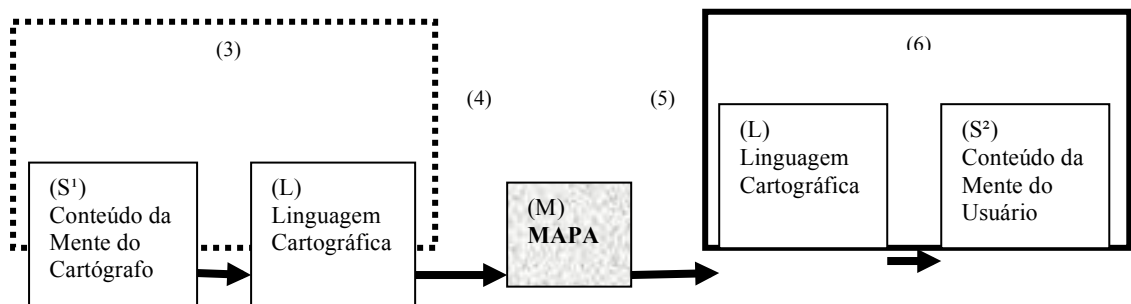 (3)
(4)
(5)
(6)
(S¹)
Conteúdo da
Mente do
Cartógrafo
(L)
Linguagem
Cartográfica
(M)
MAPA
(L)
Linguagem
Cartográfica
(S²)
Conteúdo da
Mente do
Usuário